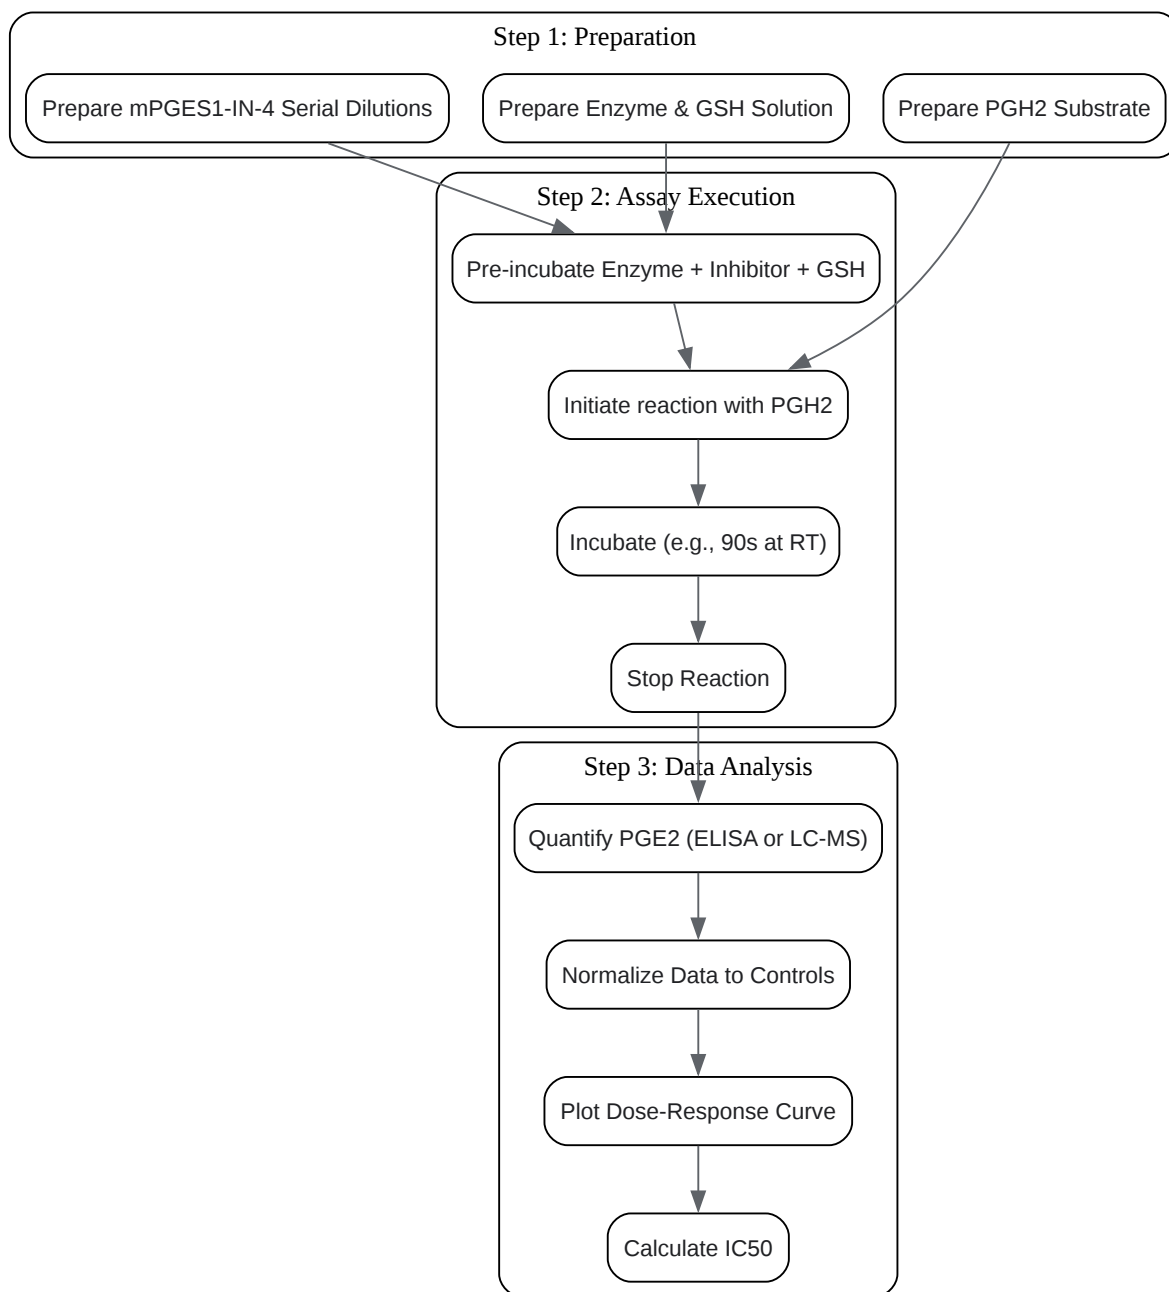 Step 1: Preparation
Prepare mPGES1-IN-4 Serial Dilutions
Prepare Enzyme & GSH Solution
Prepare PGH2 Substrate
Step 2: Assay Execution
Pre-incubate Enzyme + Inhibitor + GSH
Initiate reaction with PGH2
Incubate (e.g., 90s at RT)
Stop Reaction
Step 3: Data Analysis
Quantify PGE2 (ELISA or LC-MS)
Normalize Data to Controls
Plot Dose-Response Curve
Calculate IC50